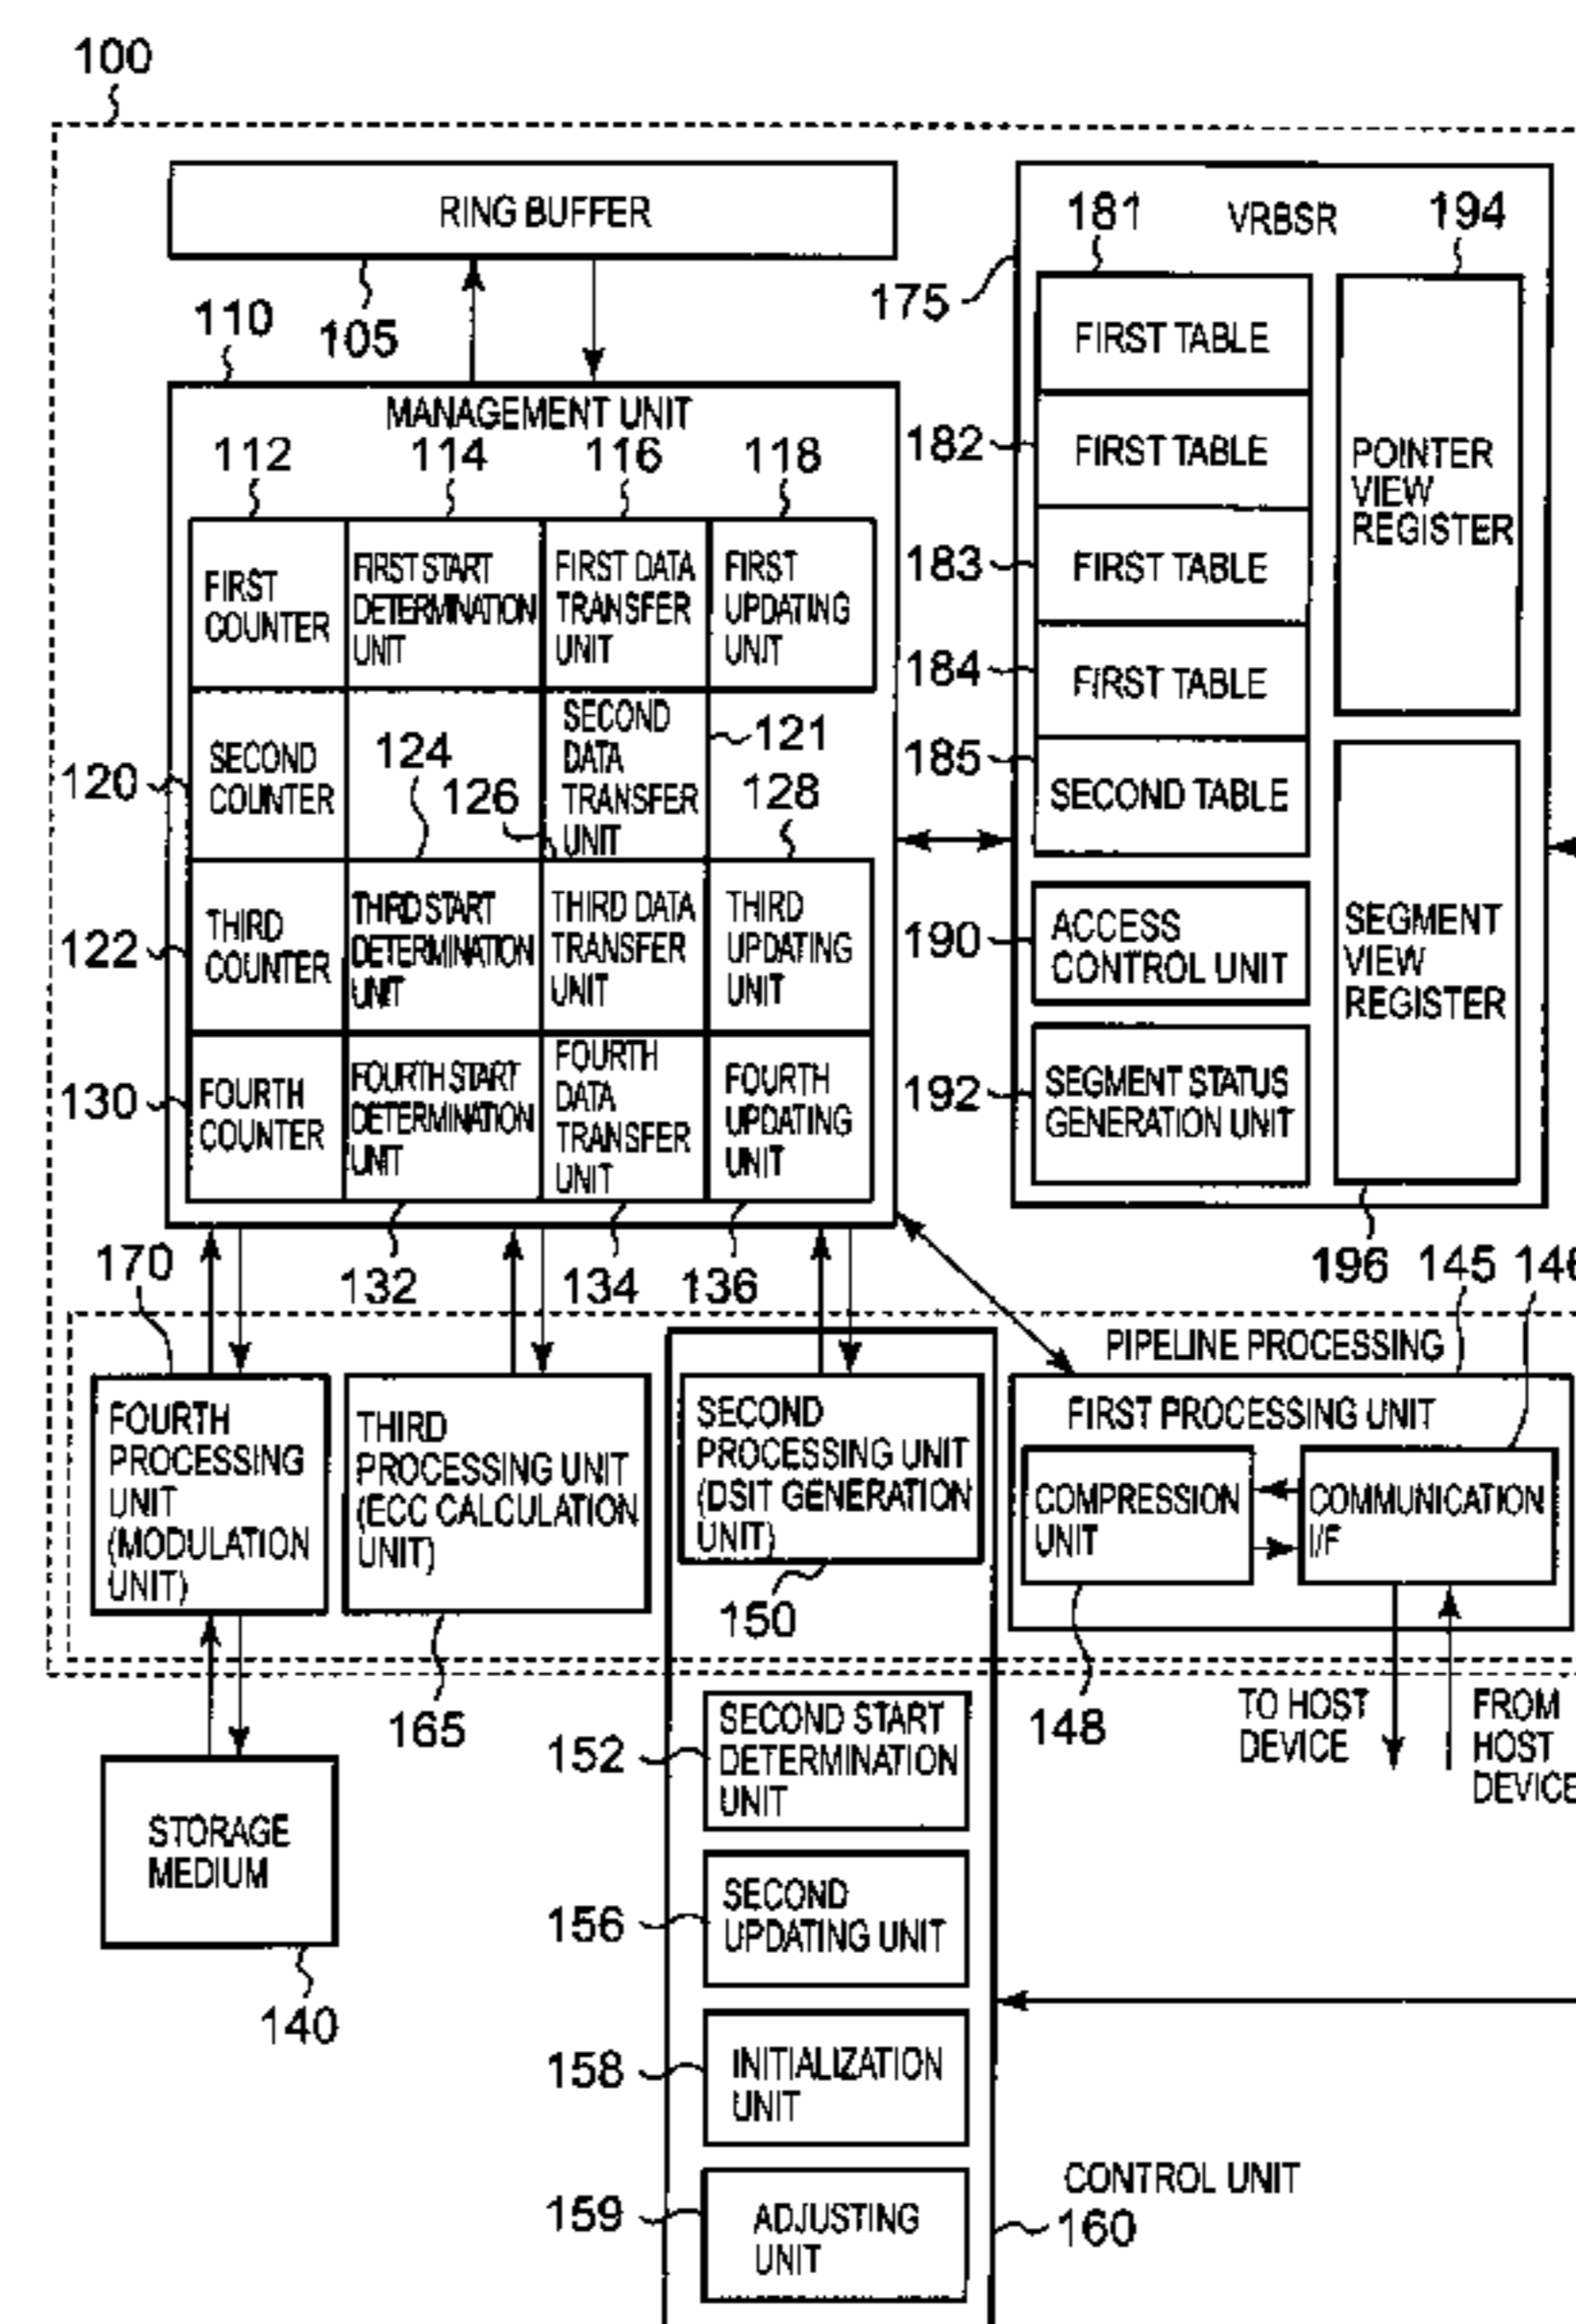 100
RING BUFFER
105
110
MANAGEMENT UNIT
112 114 116 118
FIRST
COUNTER
FIRST START
DETERMINATION
UNIT
FIRST DATA
TRANSFER
UNIT
FIRST
UPDATING
UNIT
120
SECOND
COUNTER
124
126
SECOND
DATA
TRANSFER
UNIT
121
128
122
THIRD
COUNTER
THIRD START
DETERMINATION
UNIT
THIRD DATA
TRANSFER
UNIT
THIRD
UPDATING
UNIT
130
FOURTH
COUNTER
FOURTH START
DETERMINATION
UNIT
FOURTH
DATA
TRANSFER
UNIT
FOURTH
UPDATING
UNIT
132 134 136
175
181 VRBSR 194
FIRST TABLE
182
FIRST TABLE
183
FIRST TABLE
184
FIRST TABLE
185
SECOND TABLE
POINTER
VIEW
REGISTER
190
ACCESS
CONTROL UNIT
192
SEGMENT STATUS
GENERATION UNIT
SEGMENT
VIEW
REGISTER
196 145 146
170
PIPELINE PROCESSING
FOURTH
PROCESSING
UNIT
(MODULATION
UNIT)
THIRD
PROCESSING UNIT
(ECC CALCULATION
UNIT)
165
SECOND
PROCESSING UNIT
(DSIT GENERATION
UNIT)
150
FIRST PROCESSING UNIT
COMPRESSION
UNIT
COMMUNICATION
I/F
148
TO HOST
DEVICE
FROM
HOST
DEVICE
STORAGE
MEDIUM
140
152
SECOND START
DETERMINATION
UNIT
156
SECOND
UPDATING UNIT
158
INITIALIZATION
UNIT
159
ADJUSTING
UNIT
CONTROL UNIT
160